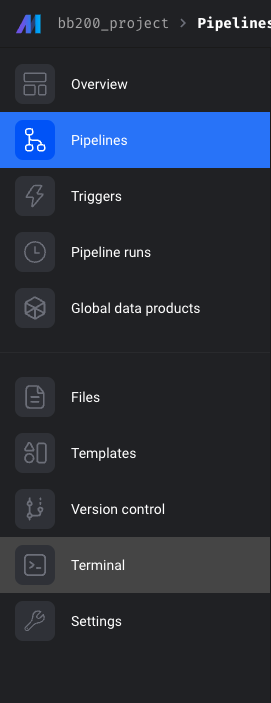 bb200_project > Pipelines
Overview
Pipelines
Triggers
Pipeline runs
Global data products
Files
Templates
Version control
Terminal
Settings